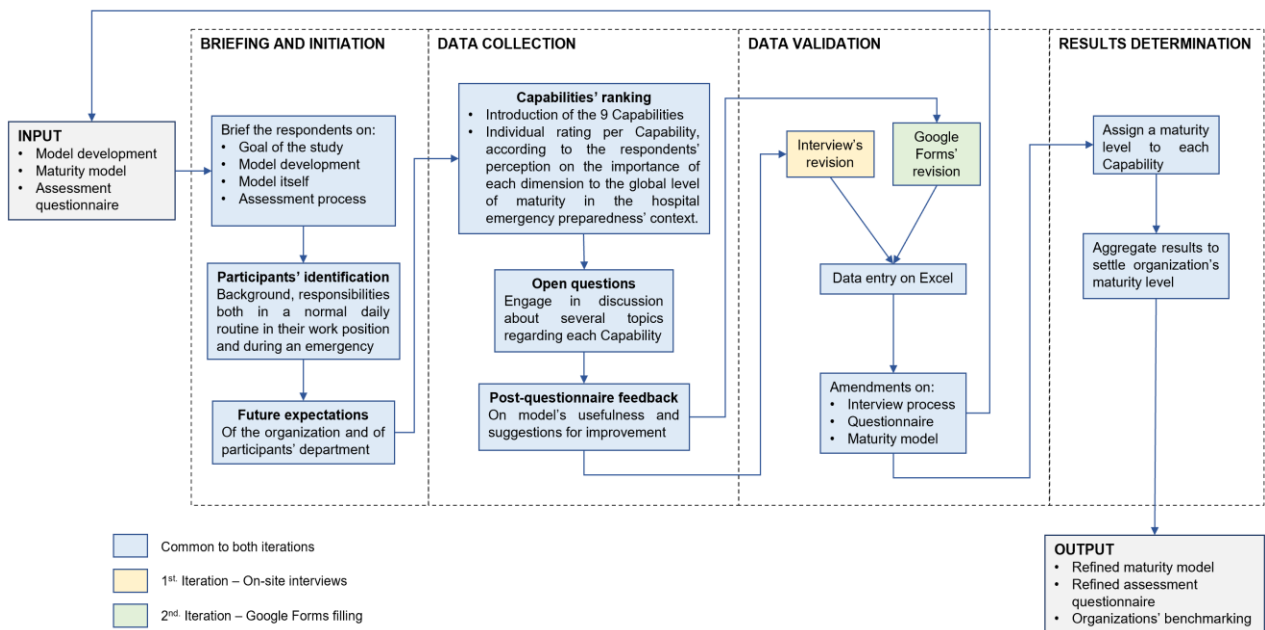 BRIEFING AND INITIATION
DATA COLLECTION
DATA VALIDATION
RESULTS DETERMINATION
INPUT
• Model development
• Maturity model
• Assessment
questionnaire
Brief the respondents on:
• Goal of the study
• Model development
• Model itself
• Assessment process
Participants’ identification
Background, responsibilities
both in a normal daily
routine in their work position
and during an emergency
Future expectations
Of the organization and of
participants’ department
Capabilities’ ranking
• Introduction of the 9 Capabilities
• Individual rating per Capability,
according to the respondents’
perception on the importance of
each dimension to the global level
of maturity in the hospital
emergency preparedness’ context.
Open questions
Engage in discussion
about several topics
regarding each Capability
Post-questionnaire feedback
On model’s usefulness and
suggestions for improvement
Interview’s
revision
Google
Forms’
revision
Data entry on Excel
Amendments on:
• Interview process
• Questionnaire
• Maturity model
Assign a maturity
level to each
Capability
Aggregate results to
settle organization’s
maturity level
OUTPUT
• Refined maturity model
• Refined assessment
questionnaire
• Organizations’ benchmarking
Common to both iterations
1st. Iteration – On-site interviews
2nd. Iteration – Google Forms filling